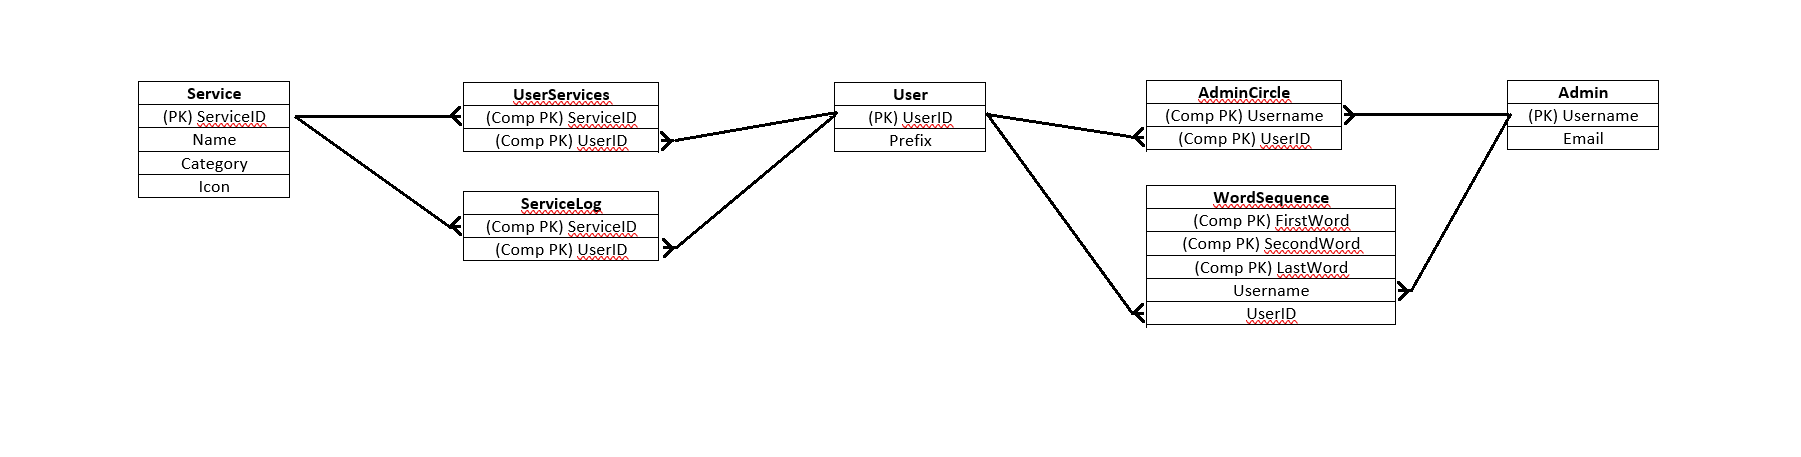 Service
(PK) ServiceID
Name
Category
Icon
UserServices
(Comp PK) ServiceID
(Comp PK) UserID
ServiceLog
(Comp PK) ServiceID
(Comp PK) UserID
User
(PK) UserID
Prefix
AdminCircle
(Comp PK) Username
(Comp PK) UserID
WordSequence
(Comp PK) FirstWord
(Comp PK) SecondWord
(Comp PK) LastWord
Username
UserID
Admin
(PK) Username
Email